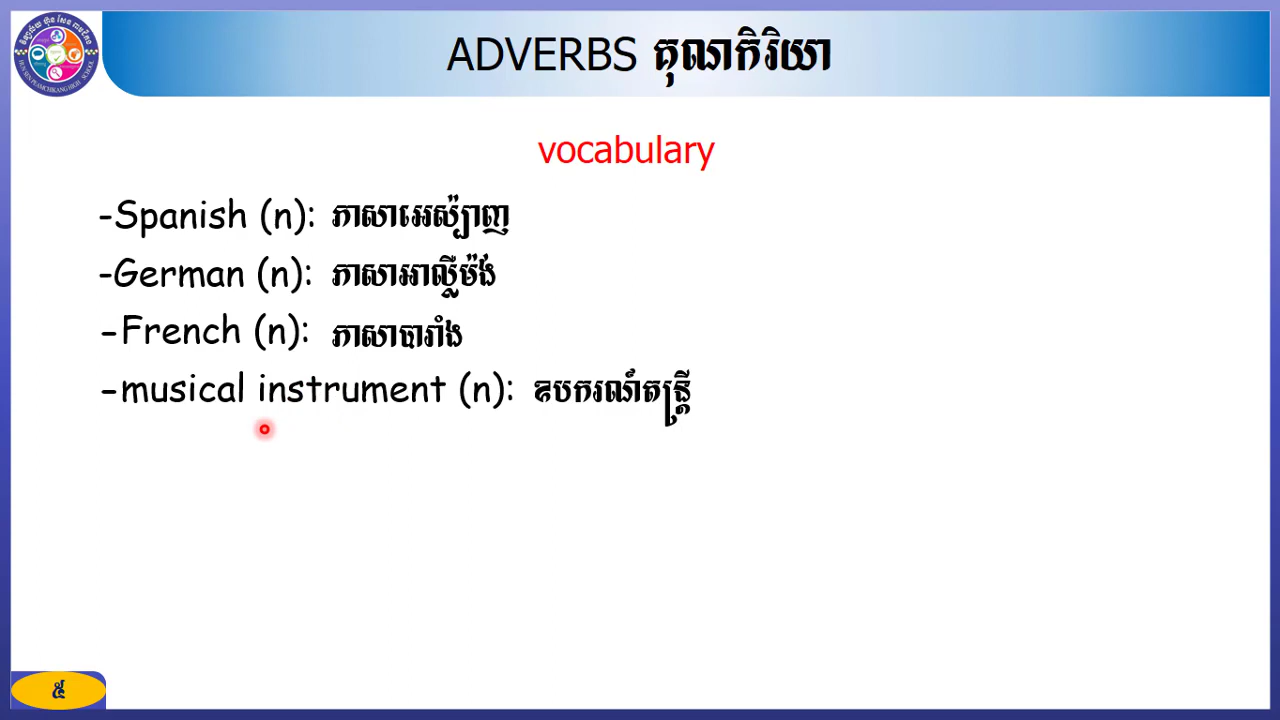 ADVERBS គុណកិរិយា
vocabulary
-Spanish (n): ភាសាអេស្ប៉ាញ
-German (n): ភាសាអាល្លឺម៉ង់
-French (n): ភាសាបារាំង
-musical instrument (n): ឧបករណ៍តន្ត្រី
៥